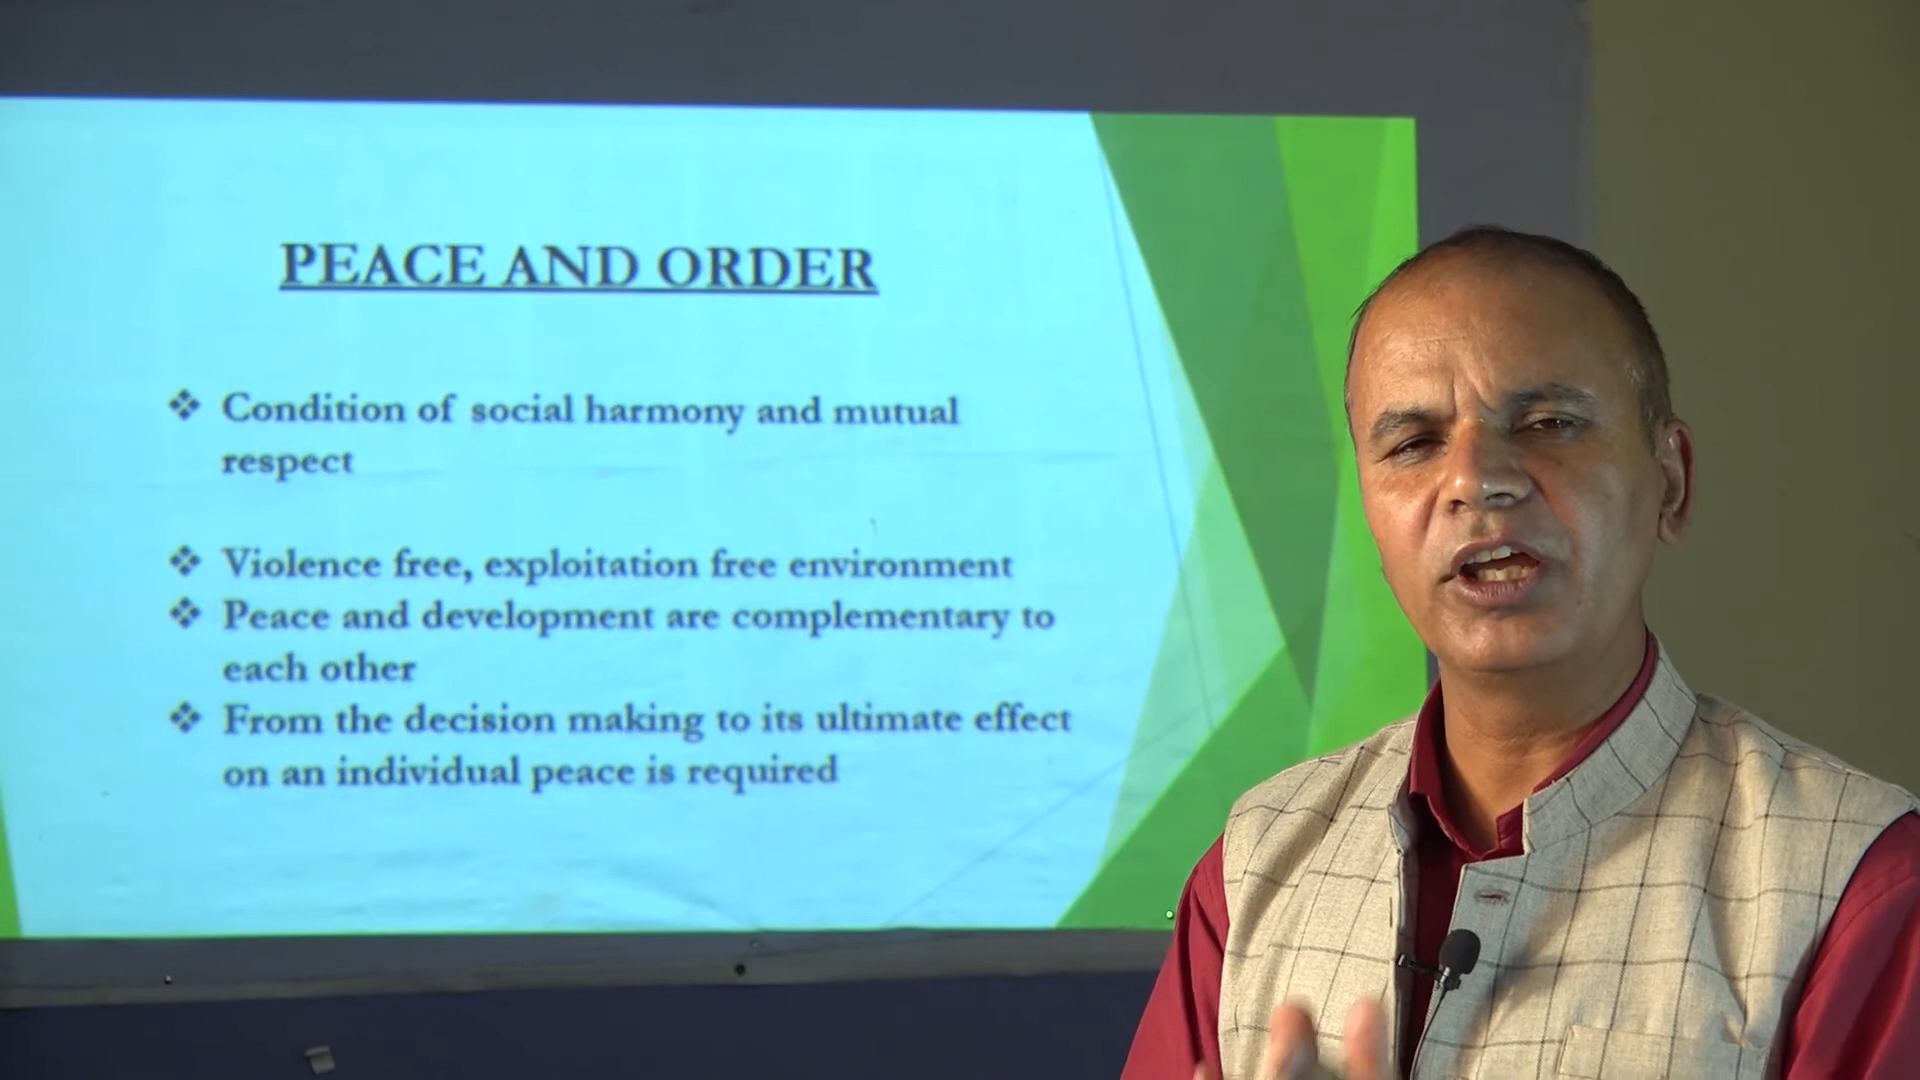 PEACE AND ORDER
❖ Condition of social harmony and mutual
respect
❖ Violence free, exploitation free environment
❖ Peace and development are complementary to
each other
❖ From the decision making to its ultimate effect
on an individual peace is required